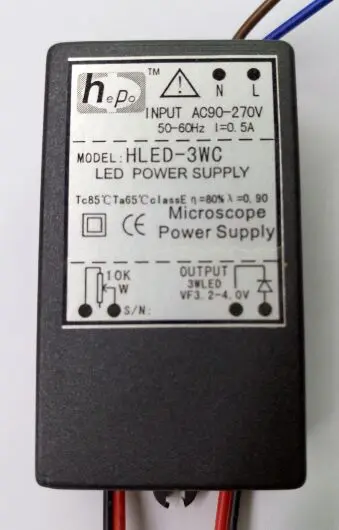 hepo ™ N L
INPUT AC90-270V
50-60Hz I=0.5A
MODEL: HLED-3WC
LED POWER SUPPLY
Tc85℃Ta65℃classE η=80% λ=0.90
CE Microscope
Power Supply
10K OUTPUT
W 3WLED
S/N: VF3.2-4.0V